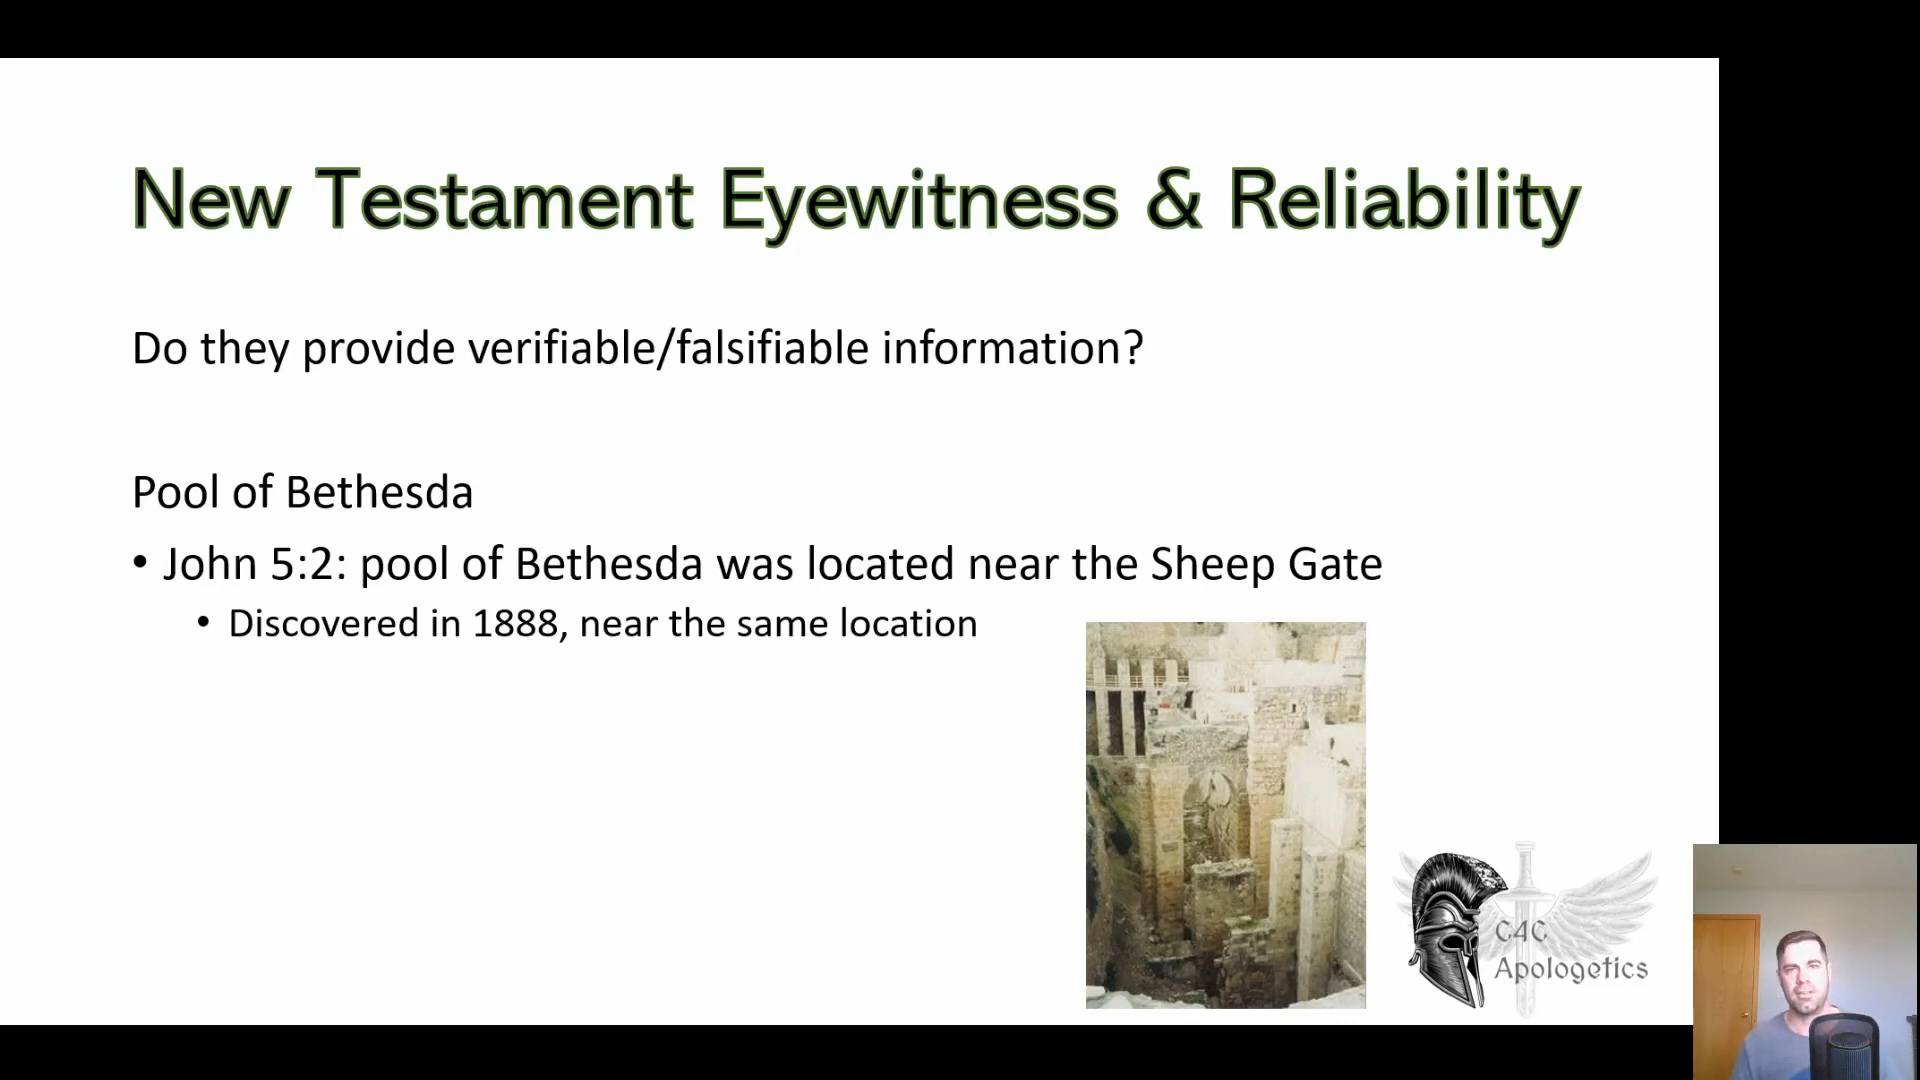 New Testament Eyewitness & Reliability
Do they provide verifiable/falsifiable information?
Pool of Bethesda
• John 5:2: pool of Bethesda was located near the Sheep Gate
• Discovered in 1888, near the same location
C4C
Apologetics